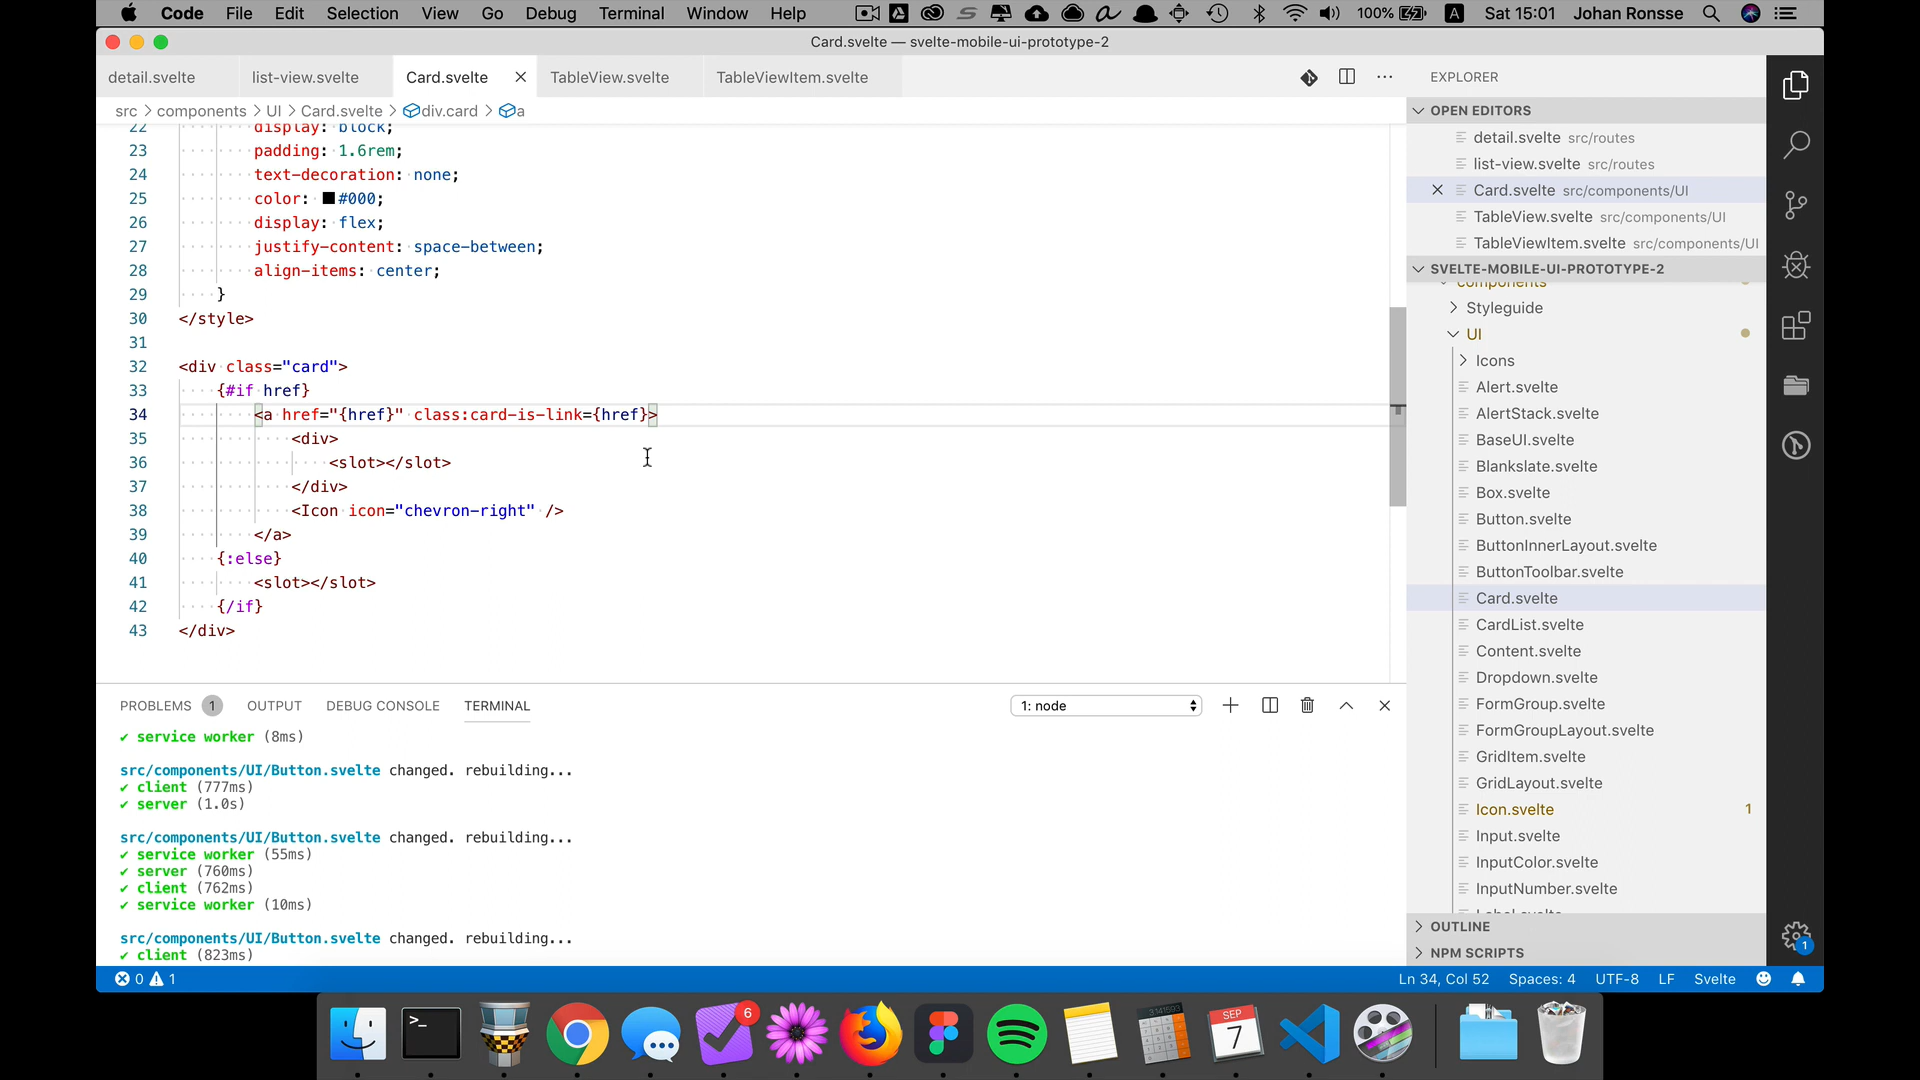 Code File Edit Selection View Go Debug Terminal Window Help 100% A Sat 15:01 Johan Ronsse
Card.svelte — svelte-mobile-ui-prototype-2
detail.svelte list-view.svelte Card.svelte TableView.svelte TableViewItem.svelte
src > components > UI > Card.svelte > div.card > a
22 display: block;
23 padding: 1.6rem;
24 text-decoration: none;
25 color: #000;
26 display: flex;
27 justify-content: space-between;
28 align-items: center;
29 }
30 </style>
31
32 <div class="card">
33 {#if href}
34 <a href="{href}" class:card-is-link={href}>
35 <div>
36 <slot></slot>
37 </div>
38 <Icon icon="chevron-right" />
39 </a>
40 {:else}
41 <slot></slot>
42 {/if}
43 </div>
PROBLEMS 1 OUTPUT DEBUG CONSOLE TERMINAL 1: node
✔ service worker (8ms)
src/components/UI/Button.svelte changed. rebuilding...
✔ client (777ms)
✔ server (1.0s)
src/components/UI/Button.svelte changed. rebuilding...
✔ service worker (55ms)
✔ server (760ms)
✔ client (762ms)
✔ service worker (10ms)
src/components/UI/Button.svelte changed. rebuilding...
✔ client (823ms)
EXPLORER
OPEN EDITORS
detail.svelte src/routes
list-view.svelte src/routes
Card.svelte src/components/UI
TableView.svelte src/components/UI
TableViewItem.svelte src/components/UI
SVELTE-MOBILE-UI-PROTOTYPE-2
components
Styleguide
UI
Icons
Alert.svelte
AlertStack.svelte
BaseUI.svelte
Blankslate.svelte
Box.svelte
Button.svelte
ButtonInnerLayout.svelte
ButtonToolbar.svelte
Card.svelte
CardList.svelte
Content.svelte
Dropdown.svelte
FormGroup.svelte
FormGroupLayout.svelte
GridItem.svelte
GridLayout.svelte
Icon.svelte 1
Input.svelte
InputColor.svelte
InputNumber.svelte
Label.svelte
OUTLINE
NPM SCRIPTS
1
0 1 Ln 34, Col 52 Spaces: 4 UTF-8 LF Svelte
>_
6
SEP
7